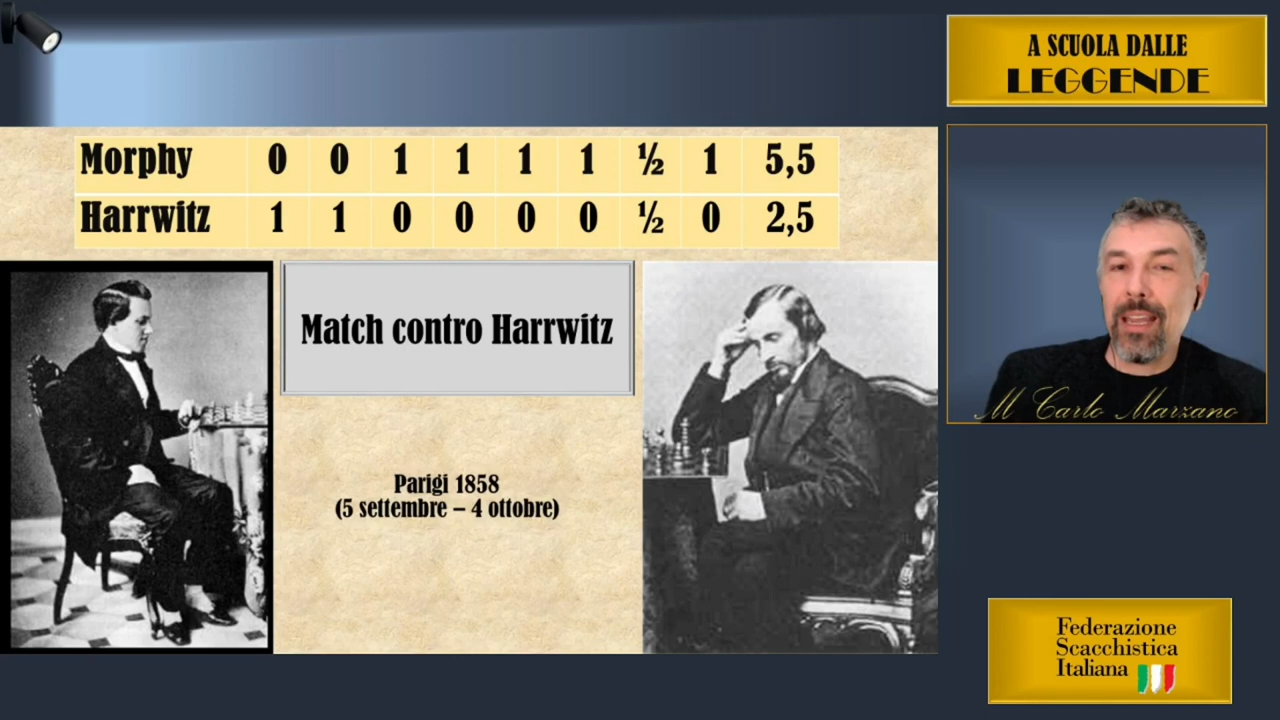 Morphy 0 0 1 1 1 1 ½ 1 5,5
Harrwitz 1 1 0 0 0 0 ½ 0 2,5
Match contro Harrwitz
Parigi 1858
(5 settembre – 4 ottobre)
A SCUOLA DALLE
LEGGENDE
M Carlo Marzano
Federazione
Scacchistica
Italiana